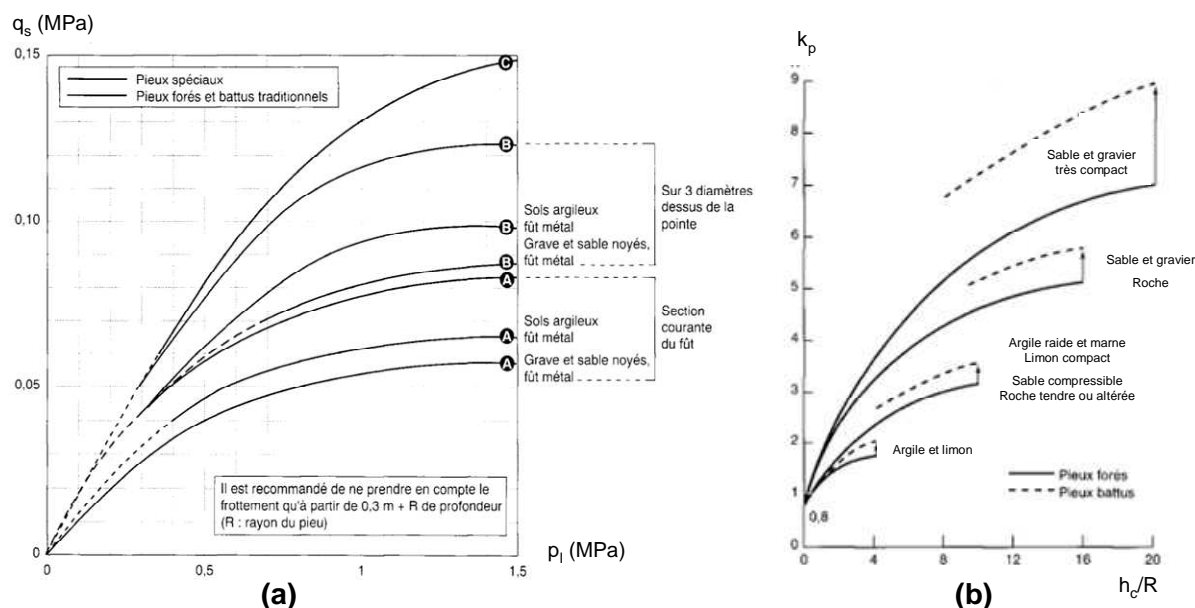 q_s (MPa)
0,15
Pieux spéciaux
Pieux forés et battus traditionnels
C
B
0,10
Sols argileux
fût métal
B
Grave et sable noyés,
fût métal
B
A
Sur 3 diamètres
dessus de la
pointe
Sols argileux
fût métal
A
Grave et sable noyés,
fût métal
A
Section
courante
du fût
0,05
Il est recommandé de ne prendre en compte le
frottement qu'à partir de 0,3 m + R de profondeur
(R : rayon du pieu)
0
0
0,5
1,0
1,5
p_l (MPa)
(a)
k_p
9
8
7
6
5
4
3
2
1
0
0,8
Sable et gravier
très compact
Sable et gravier
Roche
Argile raide et marne
Limon compact
Sable compressible
Roche tendre ou altérée
Argile et limon
Pieux forés
Pieux battus
0
4
8
12
16
20
h_c/R
(b)